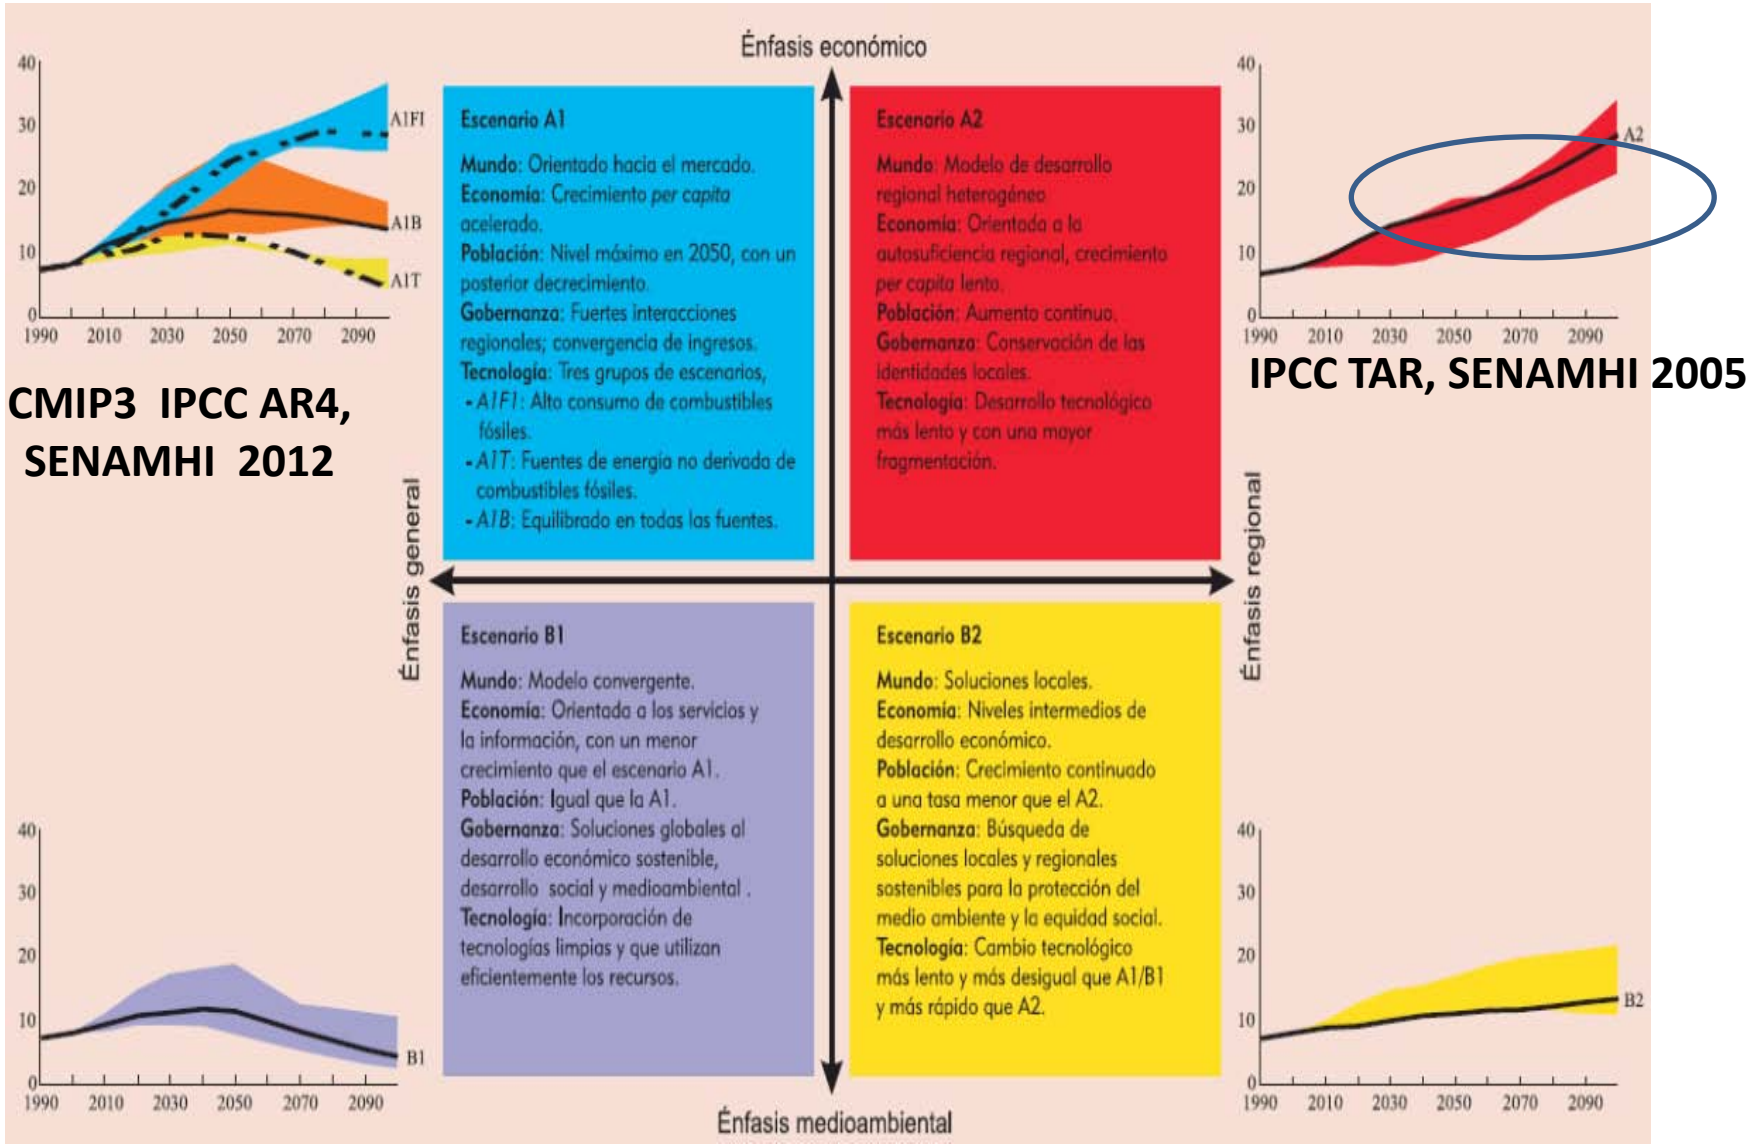 Énfasis económico
40
30
20
10
0
1990 2010 2030 2050 2070 2090
A1FI
A1B
A1T
CMIP3 IPCC AR4,
SENAMHI 2012
Escenario A1
Mundo: Orientado hacia el mercado.
Economía: Crecimiento per capita
acelerado.
Población: Nivel máximo en 2050, con un
posterior decrecimiento.
Gobernanza: Fuertes interacciones
regionales; convergencia de ingresos.
Tecnología: Tres grupos de escenarios,
- A1F1: Alto consumo de combustibles
fósiles.
- A1T: Fuentes de energía no derivada de
combustibles fósiles.
- A1B: Equilibrado en todas las fuentes.
Escenario A2
Mundo: Modelo de desarrollo
regional heterogéneo
Economía: Orientada a la
autosuficiencia regional, crecimiento
per capita lento.
Población: Aumento continuo.
Gobernanza: Conservación de las
identidades locales.
Tecnología: Desarrollo tecnológico
más lento y con una mayor
fragmentación.
40
30
20
10
0
1990 2010 2030 2050 2070 2090
A2
IPCC TAR, SENAMHI 2005
Énfasis general
Énfasis regional
Escenario B1
Mundo: Modelo convergente.
Economía: Orientada a los servicios y
la información, con un menor
crecimiento que el escenario A1.
Población: Igual que la A1.
Gobernanza: Soluciones globales al
desarrollo económico sostenible,
desarrollo social y medioambiental .
Tecnología: Incorporación de
tecnologías limpias y que utilizan
eficientemente los recursos.
Escenario B2
Mundo: Soluciones locales.
Economía: Niveles intermedios de
desarrollo económico.
Población: Crecimiento continuado
a una tasa menor que el A2.
Gobernanza: Búsqueda de
soluciones locales y regionales
sostenibles para la protección del
medio ambiente y la equidad social.
Tecnología: Cambio tecnológico
más lento y más desigual que A1/B1
y más rápido que A2.
40
30
20
10
0
1990 2010 2030 2050 2070 2090
B1
40
30
20
10
0
1990 2010 2030 2050 2070 2090
B2
Énfasis medioambiental